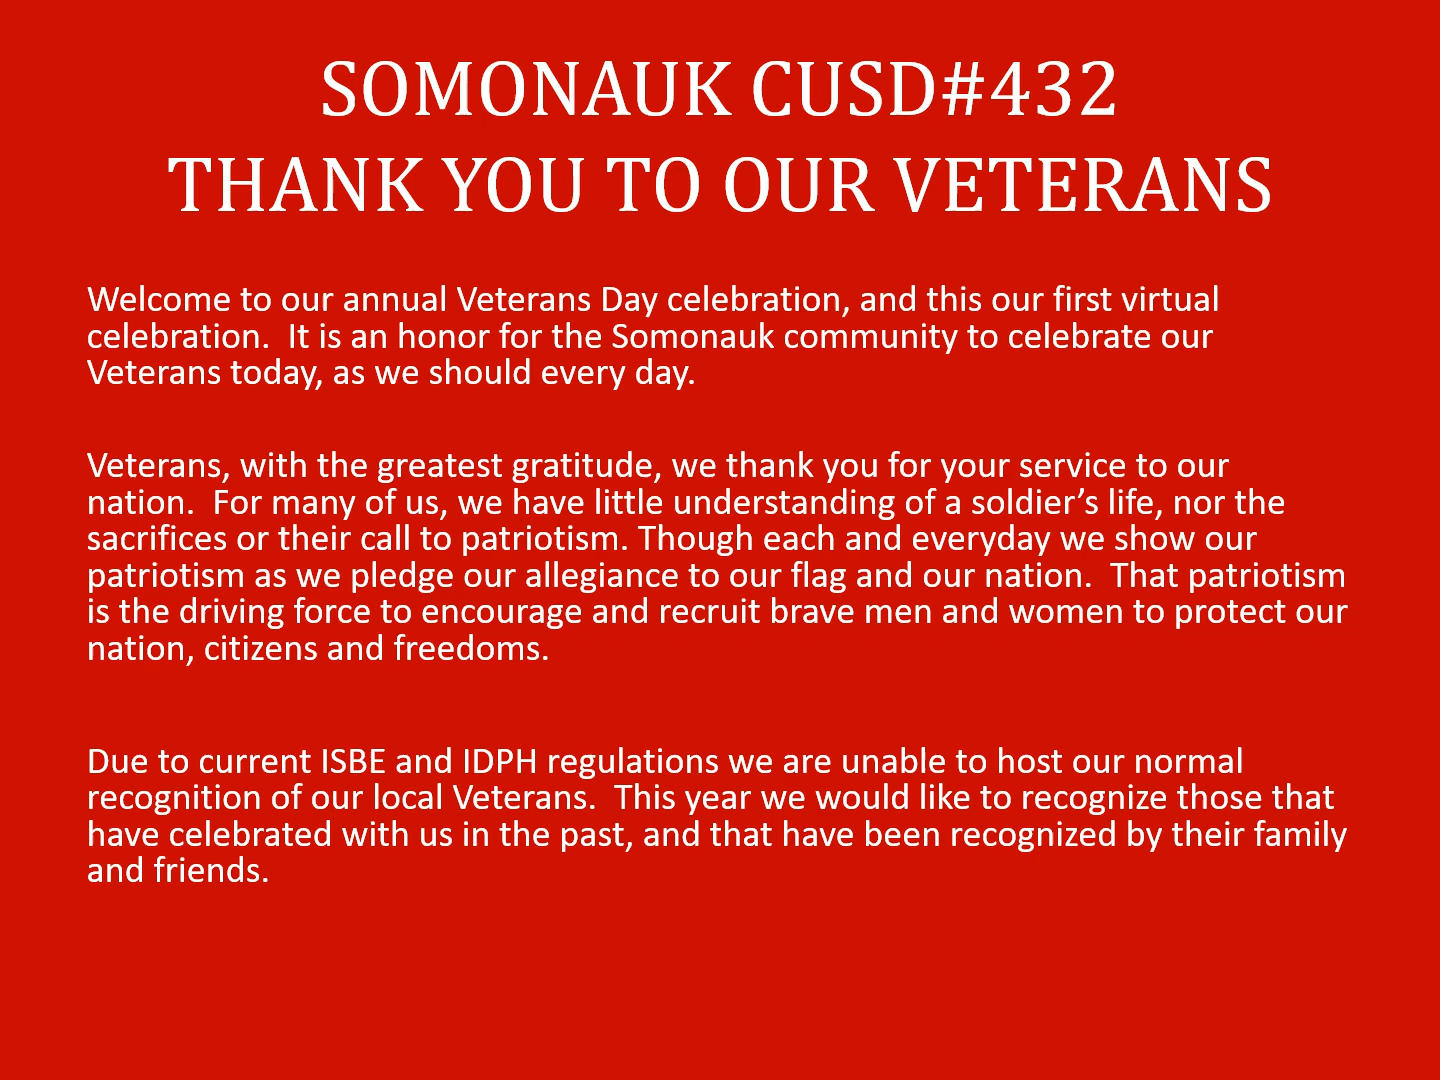 SOMONAUK CUSD#432
THANK YOU TO OUR VETERANS
Welcome to our annual Veterans Day celebration, and this our first virtual
celebration.  It is an honor for the Somonauk community to celebrate our
Veterans today, as we should every day.
Veterans, with the greatest gratitude, we thank you for your service to our
nation.  For many of us, we have little understanding of a soldier’s life, nor the
sacrifices or their call to patriotism. Though each and everyday we show our
patriotism as we pledge our allegiance to our flag and our nation.  That patriotism
is the driving force to encourage and recruit brave men and women to protect our
nation, citizens and freedoms.
Due to current ISBE and IDPH regulations we are unable to host our normal
recognition of our local Veterans.  This year we would like to recognize those that
have celebrated with us in the past, and that have been recognized by their family
and friends.